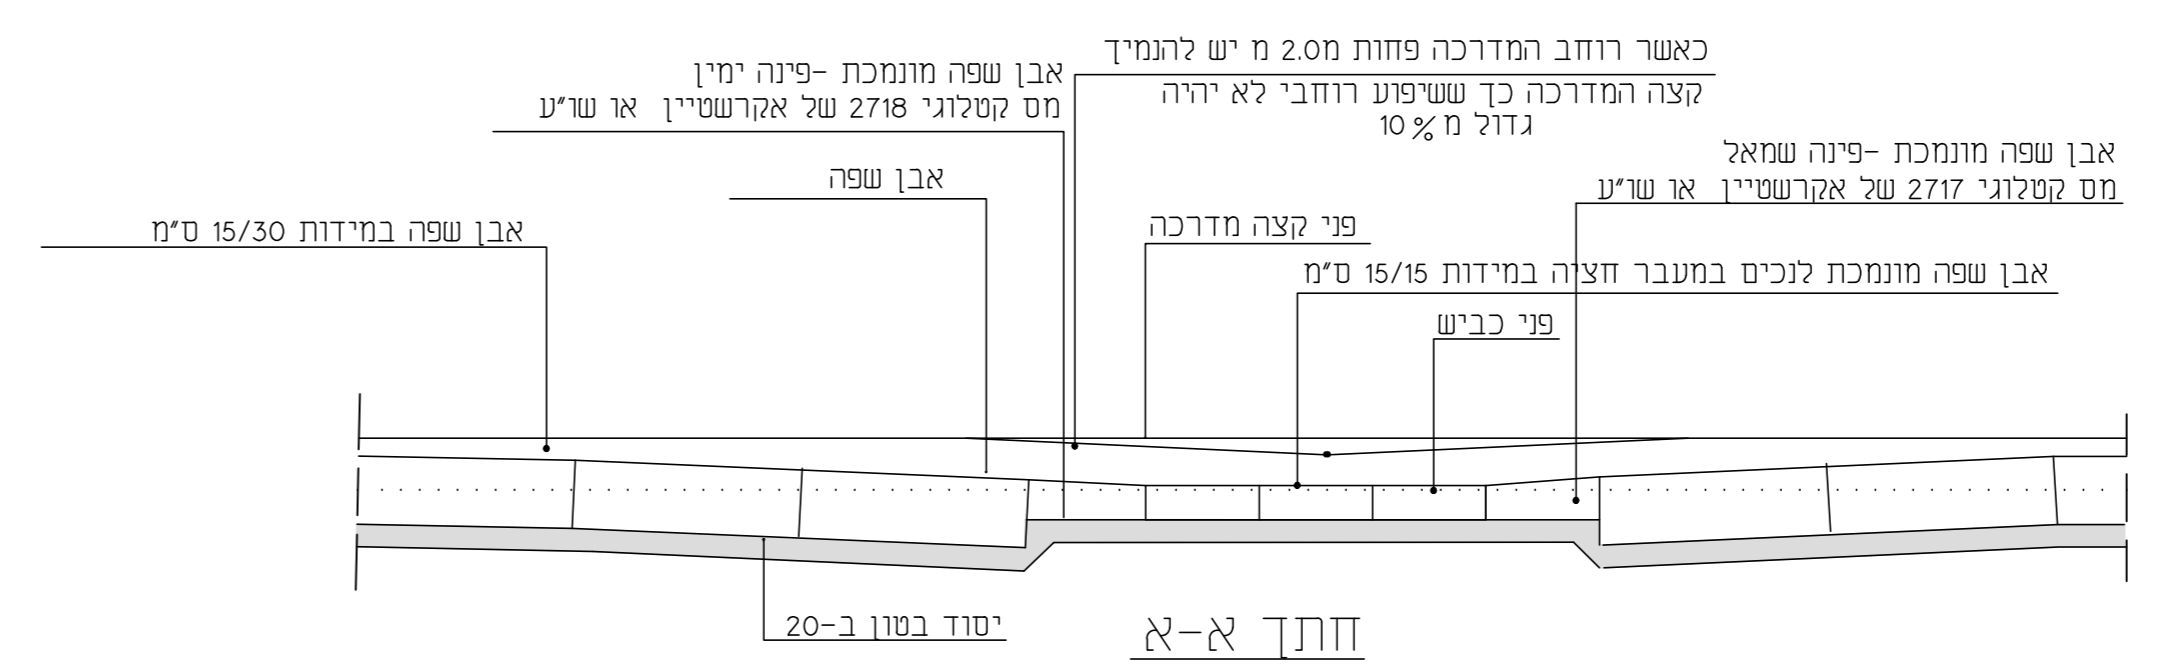 כאשר רוחב המדרכה פחות מ2.0 מ יש להנמיך
קצה המדרכה כך ששיפוע רוחבי לא יהיה
גדול מ 10%
אבן שפה מונמכת -פינה ימין
מס קטלוגי 2718 של אקרשטיין או שו"ע
אבן שפה מונמכת -פינה שמאל
מס קטלוגי 2717 של אקרשטיין או שו"ע
אבן שפה
פני קצה מדרכה
אבן שפה במידות 15/30 ס"מ
אבן שפה מונמכת לנכים במעבר חציה במידות 15/15 ס"מ
פני כביש
יסוד בטון ב-20
חתך א-א